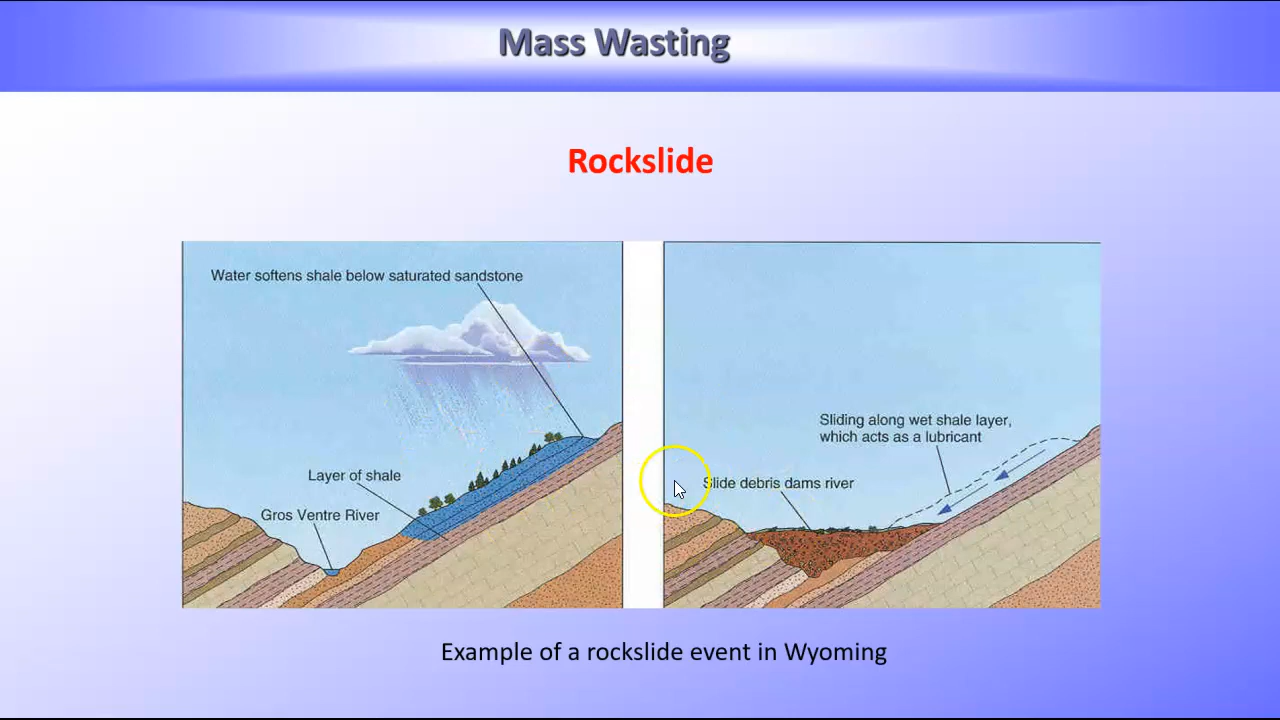 Mass Wasting
Rockslide
Water softens shale below saturated sandstone
Layer of shale
Gros Ventre River
Sliding along wet shale layer,
which acts as a lubricant
Slide debris dams river
Example of a rockslide event in Wyoming